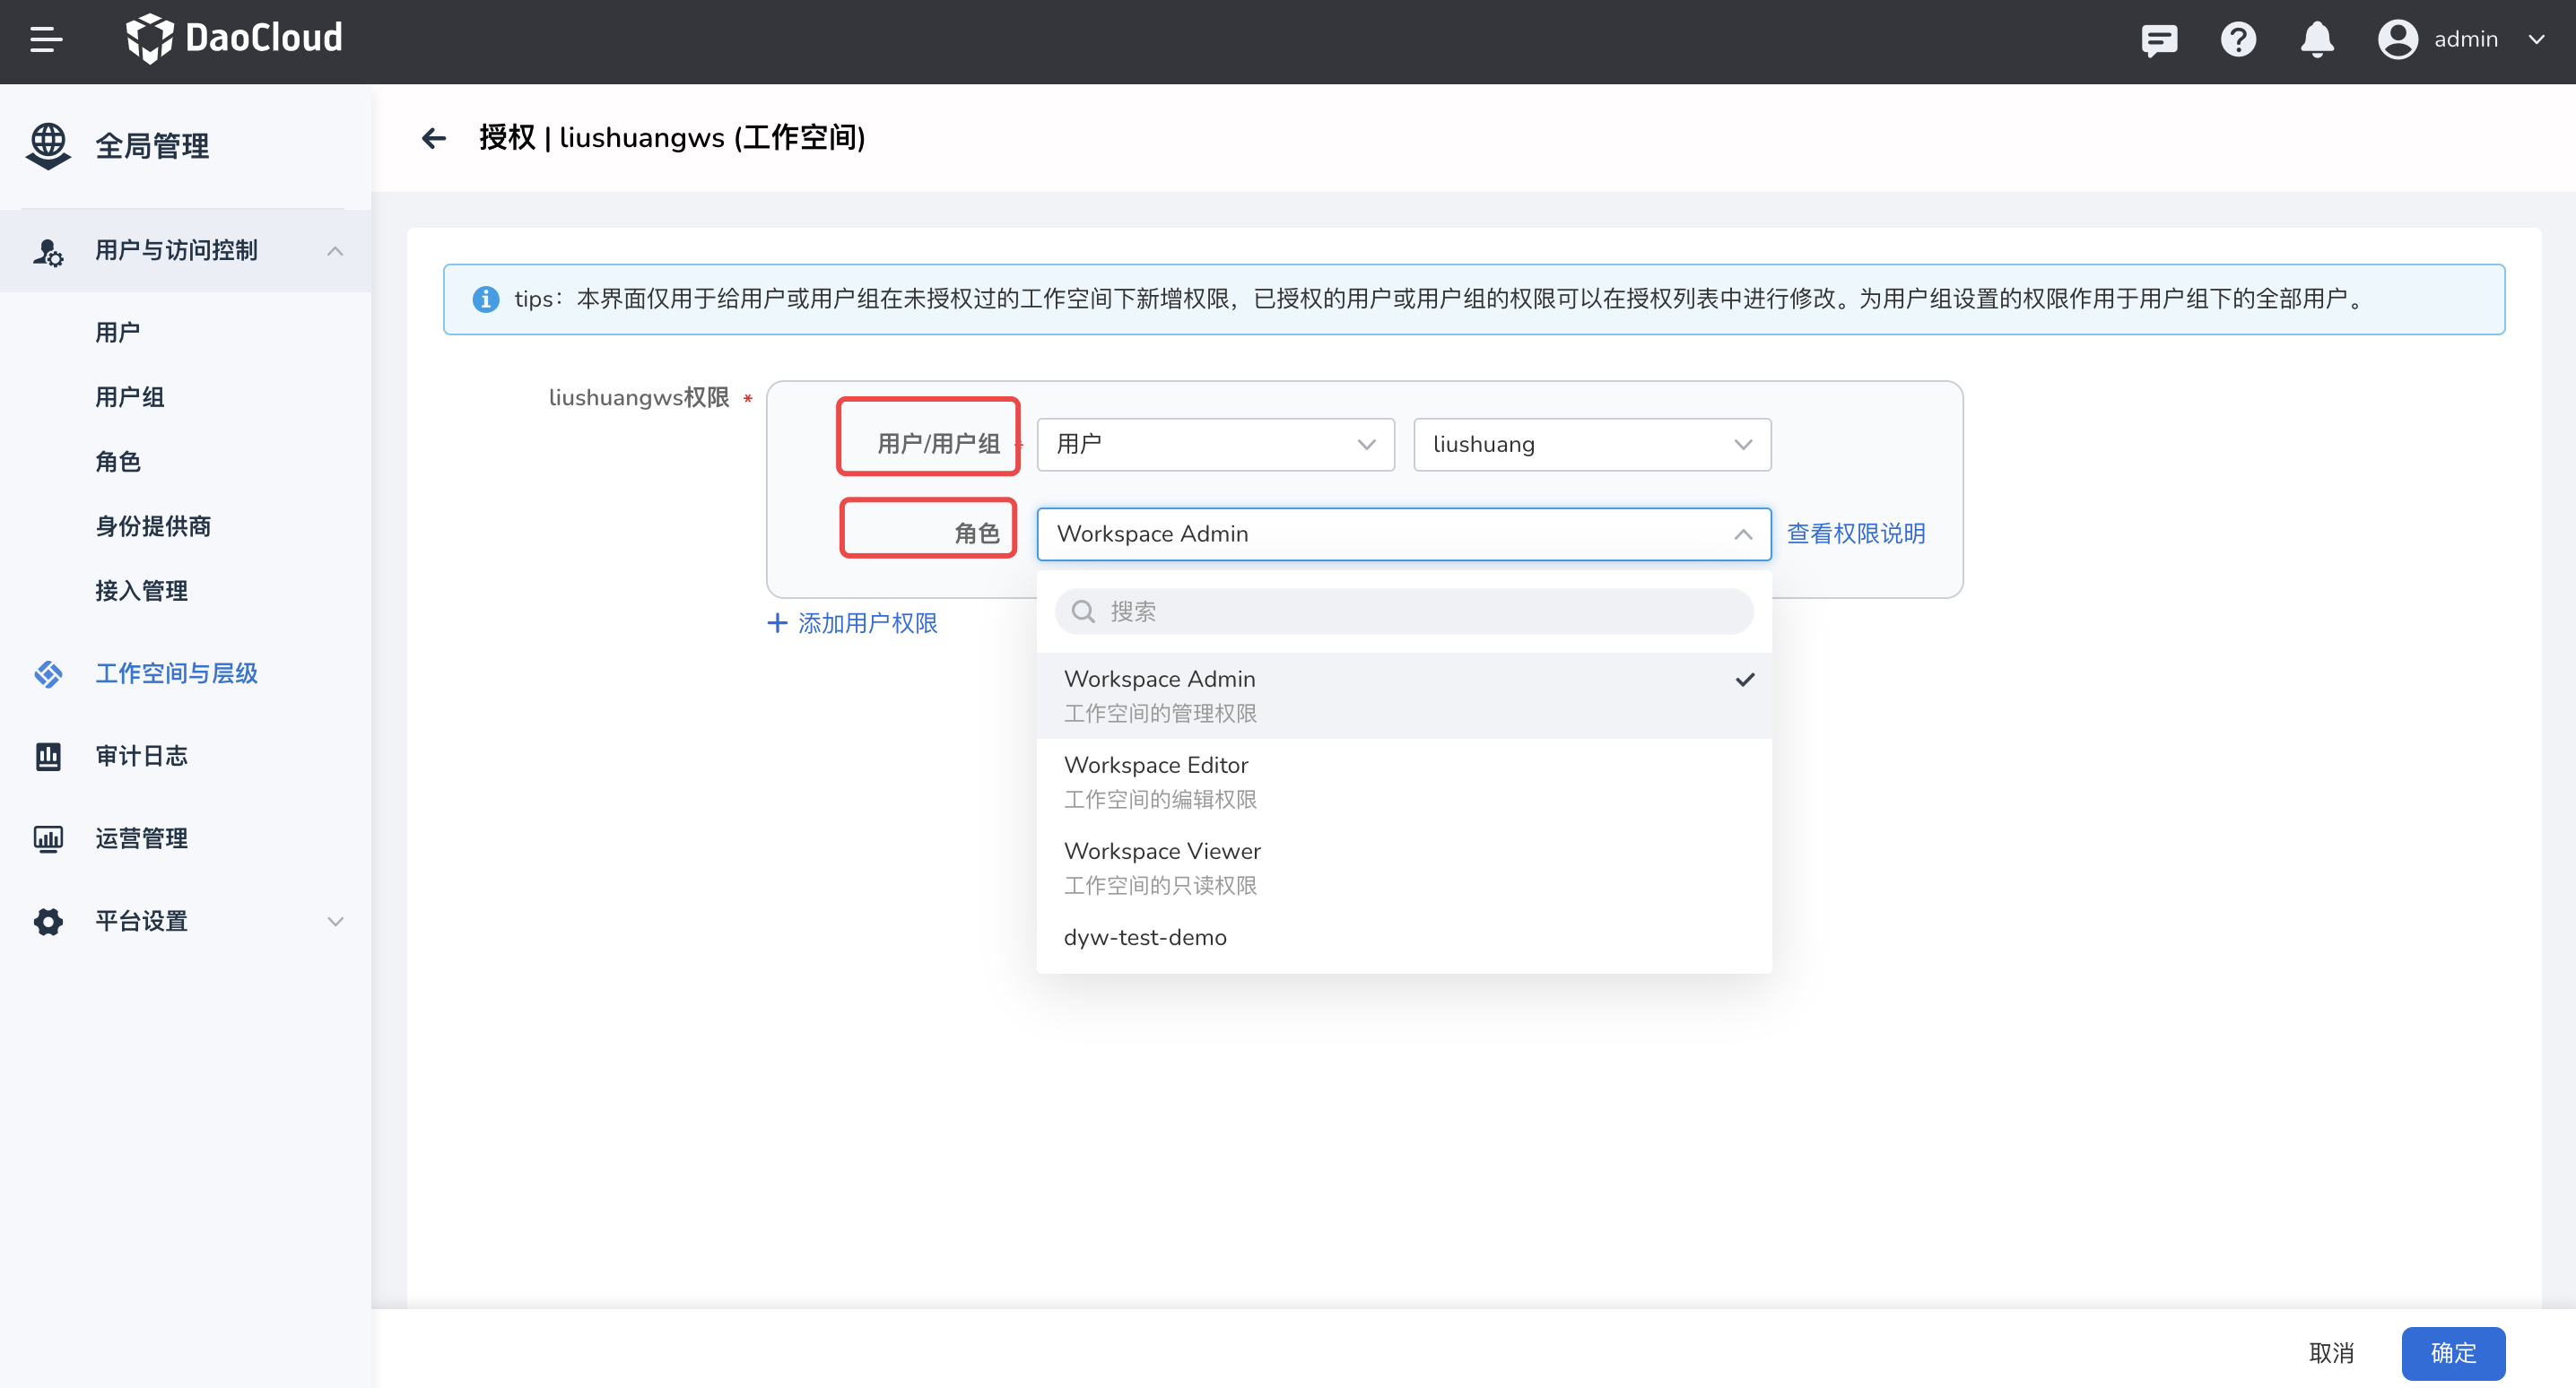 DaoCloud
admin
全局管理
用户与访问控制
用户
用户组
角色
身份提供商
接入管理
工作空间与层级
审计日志
运营管理
平台设置
授权 | liushuangws (工作空间)
tips：本界面仅用于给用户或用户组在未授权过的工作空间下新增权限，已授权的用户或用户组的权限可以在授权列表中进行修改。为用户组设置的权限作用于用户组下的全部用户。
liushuangws权限 *
用户/用户组 * 用户 liushuang
角色 Workspace Admin 查看权限说明
+ 添加用户权限
搜索
Workspace Admin
工作空间的管理权限
Workspace Editor
工作空间的编辑权限
Workspace Viewer
工作空间的只读权限
dyw-test-demo
取消 确定